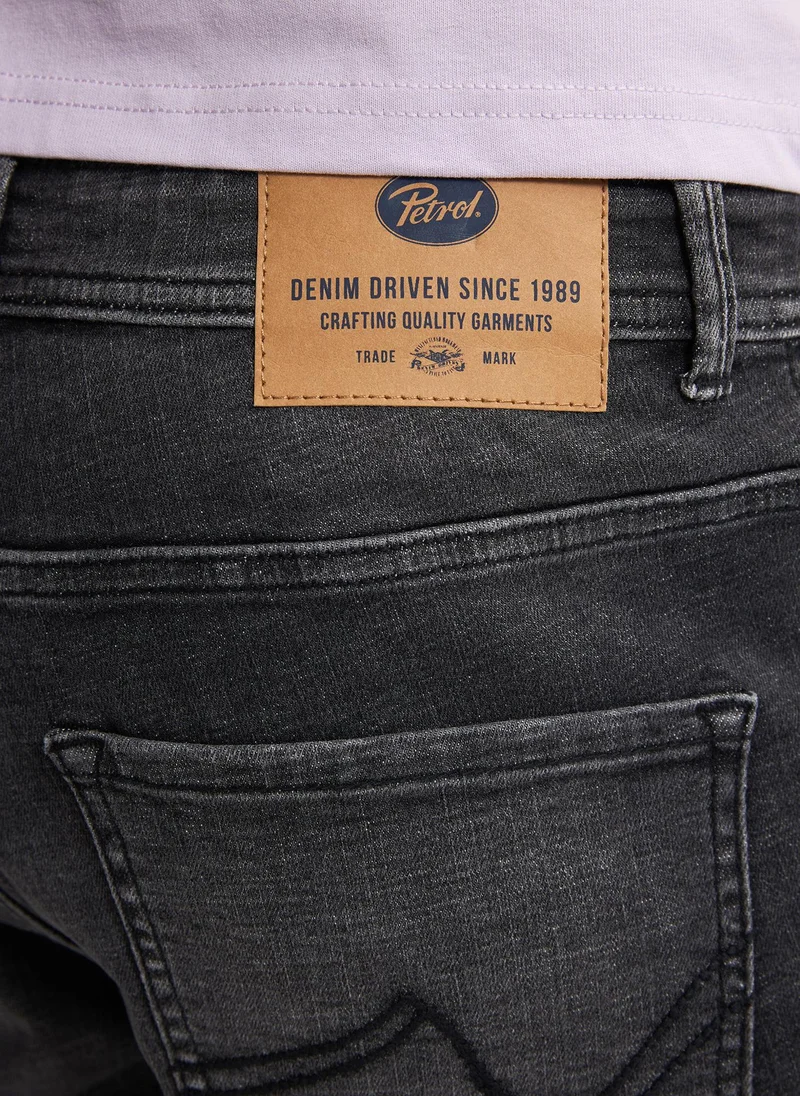 Petrol®
DENIM DRIVEN SINCE 1989
CRAFTING QUALITY GARMENTS
TRADE MARK